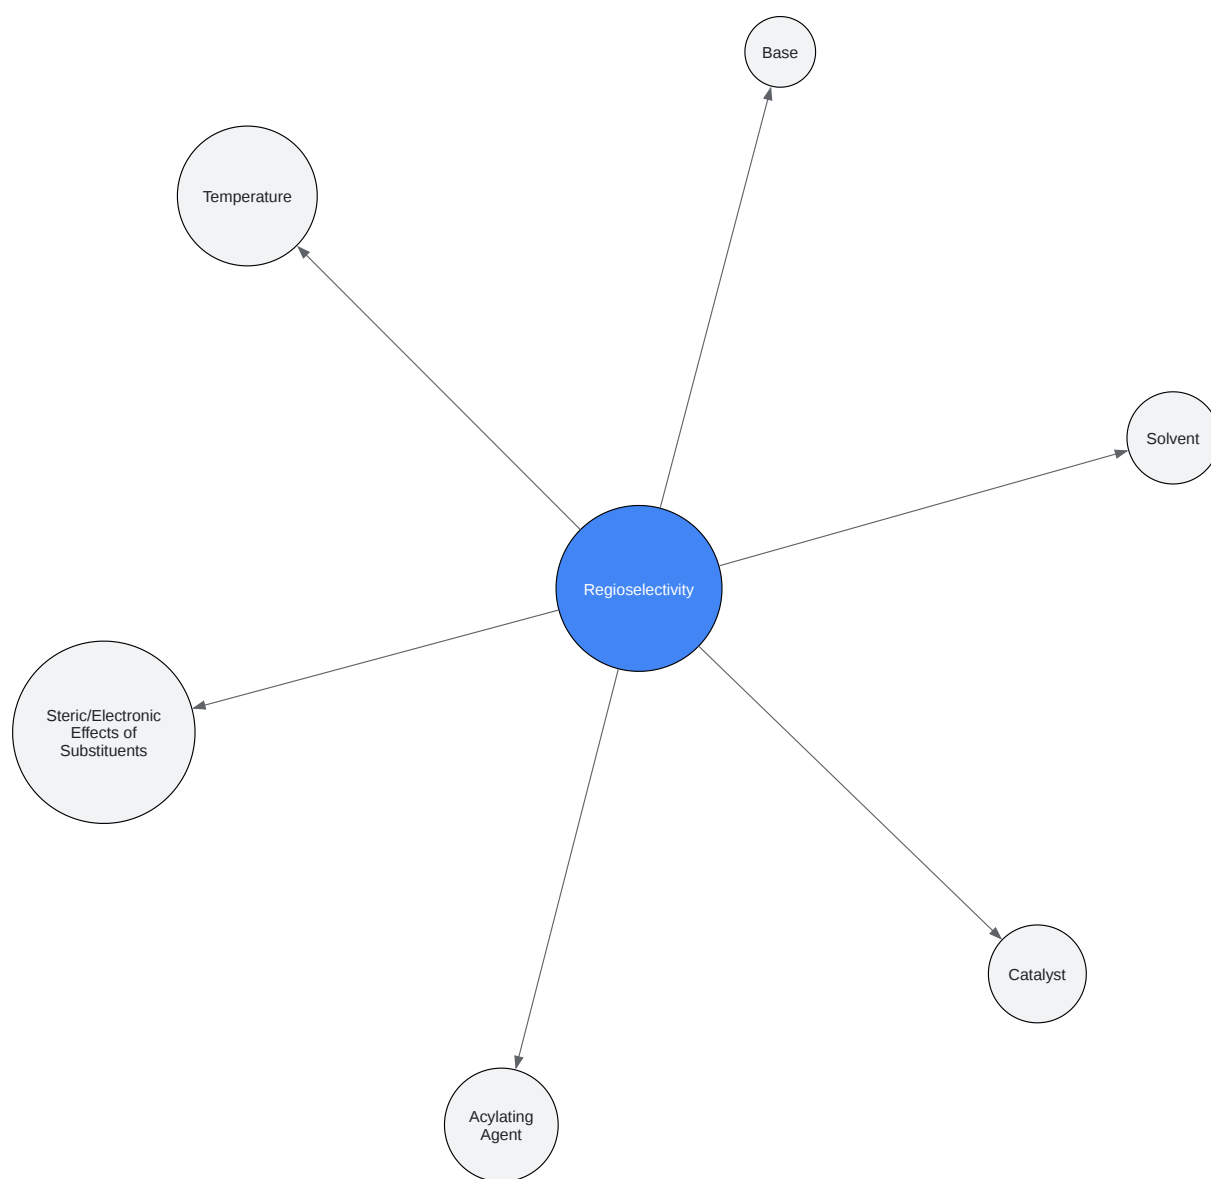 Base
Temperature
Solvent
Regioselectivity
Steric/Electronic
Effects of
Substituents
Catalyst
Acylating
Agent